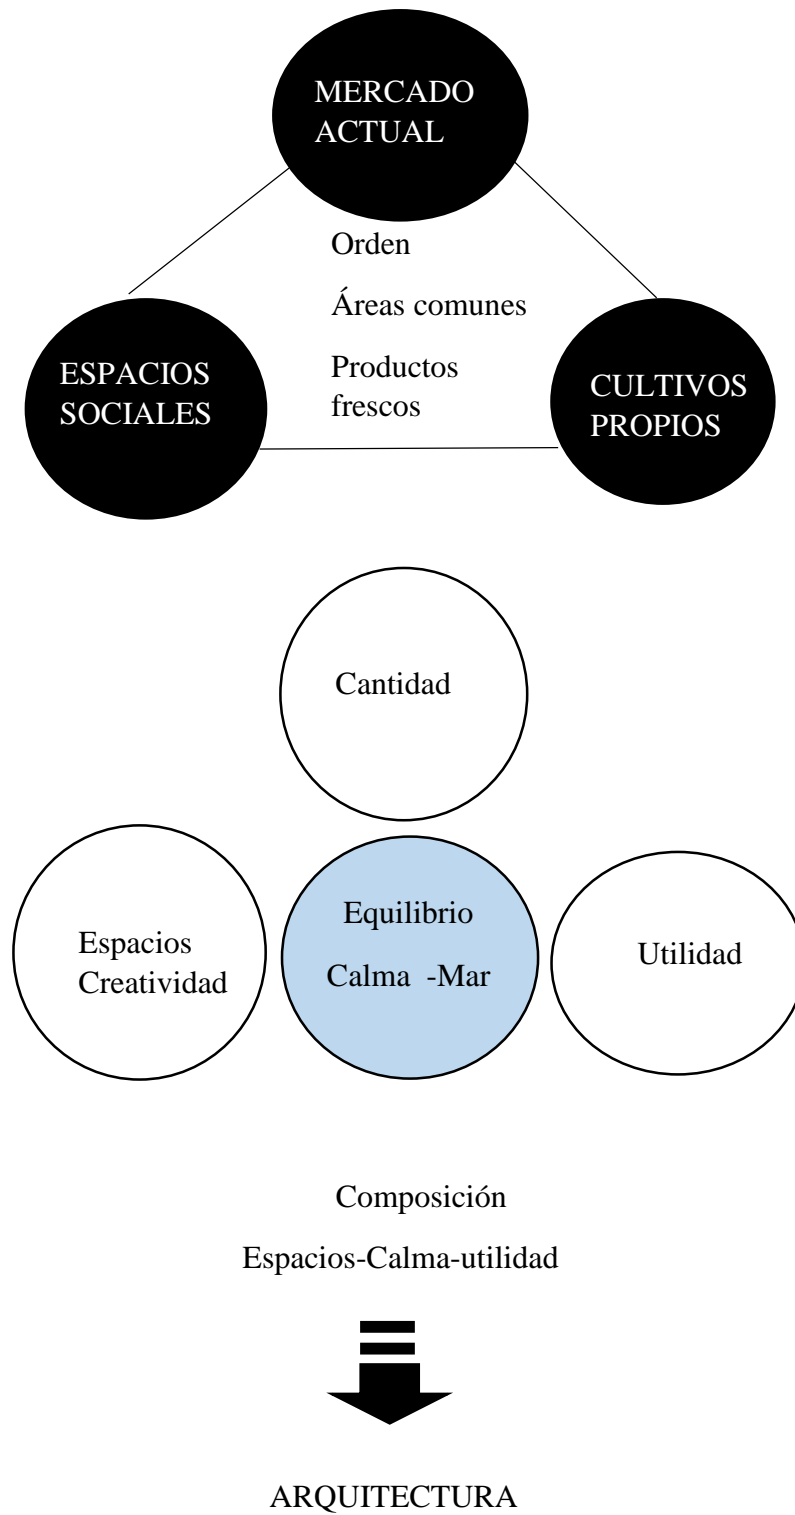 MERCADO
ACTUAL
Orden
Áreas comunes
Productos
frescos
ESPACIOS
SOCIALES
CULTIVOS
PROPIOS
Cantidad
Espacios
Creatividad
Equilibrio
Calma -Mar
Utilidad
Composición
Espacios-Calma-utilidad
ARQUITECTURA